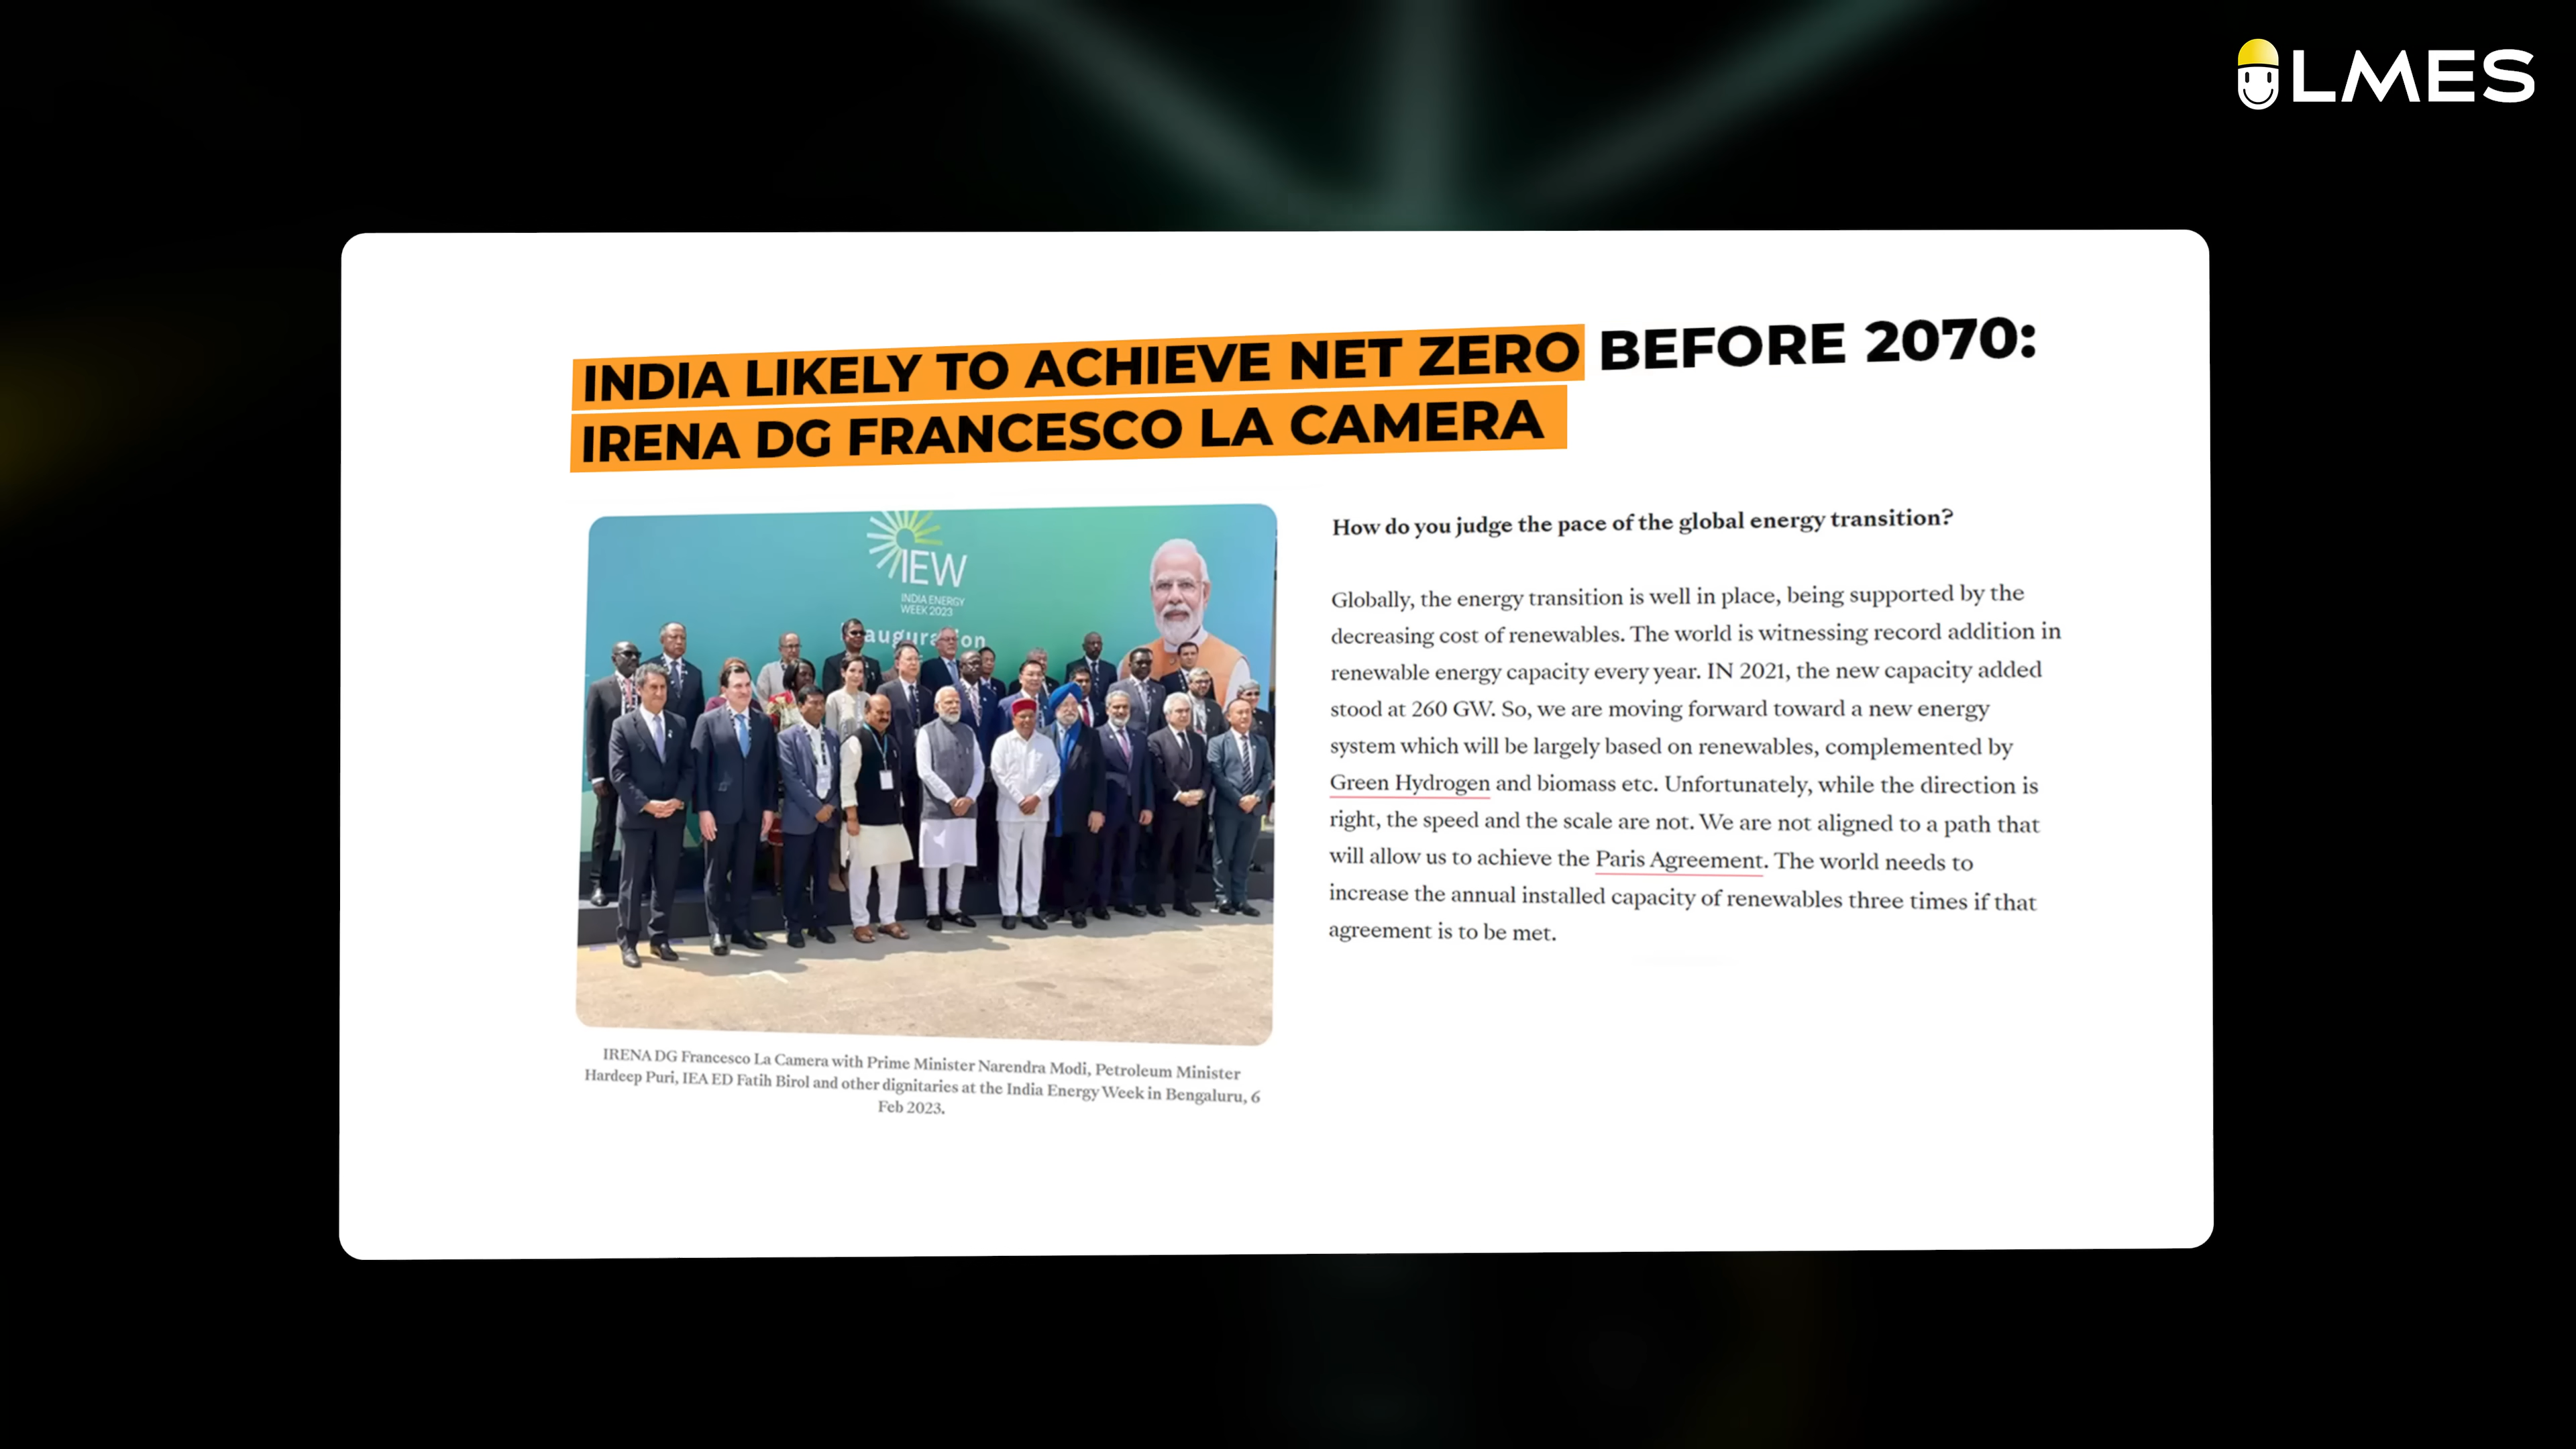 LMES
INDIA LIKELY TO ACHIEVE NET ZERO BEFORE 2070:
IRENA DG FRANCESCO LA CAMERA
IEW
INDIA ENERGY
WEEK 2023
How do you judge the pace of the global energy transition?
Globally, the energy transition is well in place, being supported by the
decreasing cost of renewables. The world is witnessing record addition in
renewable energy capacity every year. IN 2021, the new capacity added
stood at 260 GW. So, we are moving forward toward a new energy
system which will be largely based on renewables, complemented by
Green Hydrogen and biomass etc. Unfortunately, while the direction is
right, the speed and the scale are not. We are not aligned to a path that
will allow us to achieve the Paris Agreement. The world needs to
increase the annual installed capacity of renewables three times if that
agreement is to be met.
IRENA DG Francesco La Camera with Prime Minister Narendra Modi, Petroleum Minister
Hardeep Puri, IEA ED Fatih Birol and other dignitaries at the India Energy Week in Bengaluru, 6
Feb 2023.